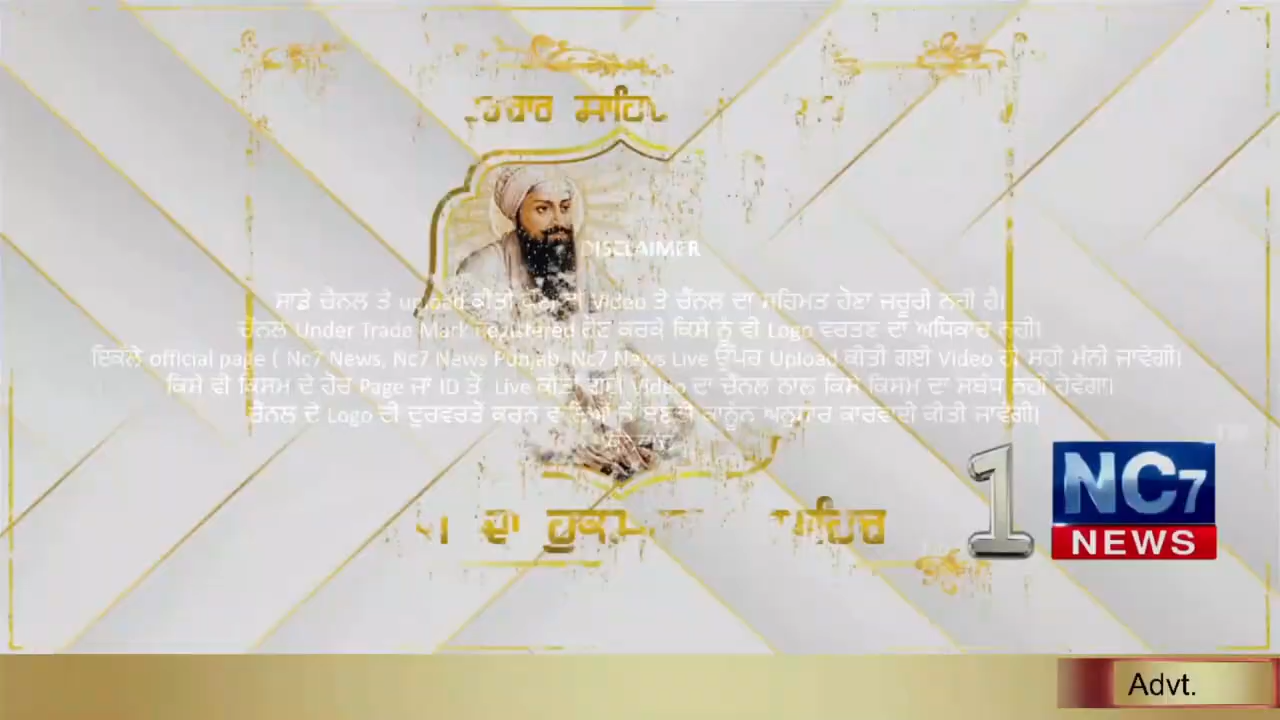 ਸਾਹਿਬ
DISCLAIMER
ਸਾਡੇ ਚੈਨਲ ਤੇ upload ਕੀਤੀ Video ਤੇ ਚੈਨਲ ਦਾ ਸਹਿਮਤ ਹੋਣਾ ਜਰੂਰੀ ਨਹੀ ਹੈ।
ਚੈਨਲ Under Trade Mark Registered ਹੋਣ ਕਰਕੇ ਕਿਸੇ ਨੂੰ ਵੀ Logo ਵਰਤਣ ਦਾ ਅਧਿਕਾਰ ਨਹੀ।
ਇਕਲੇ official page ( Nc7 News, Nc7 News Punjab, Nc7 News Live ਉੱਪਰ Upload ਕੀਤੀ ਗਈ Video ਹੀ ਸਹੀ ਮੰਨੀ ਜਾਵੇਗੀ।
ਕਿਸੇ ਵੀ ਕਿਸਮ ਦੇ ਹੋਰ Page ਜਾਂ ID ਤੋਂ Live ਕੀਤੀ ਗਈ Video ਦਾ ਚੈਨਲ ਨਾਲ ਕਿਸੇ ਕਿਸਮ ਦਾ ਸਬੰਧ ਨਹੀਂ ਹੋਵੇਗਾ।
ਚੈਨਲ ਦੇ Logo ਦੀ ਦੁਰਵਰਤੋਂ ਕਰਨ ਕਾਨੂੰਨ ਅਨੁਸਾਰ ਕਾਰਵਾਈ ਕੀਤੀ ਜਾਵੇਗੀ।
1 NC7
NEWS
ਦਾ ਹੁਕਮ ਸਾਹਿਬ
Advt.